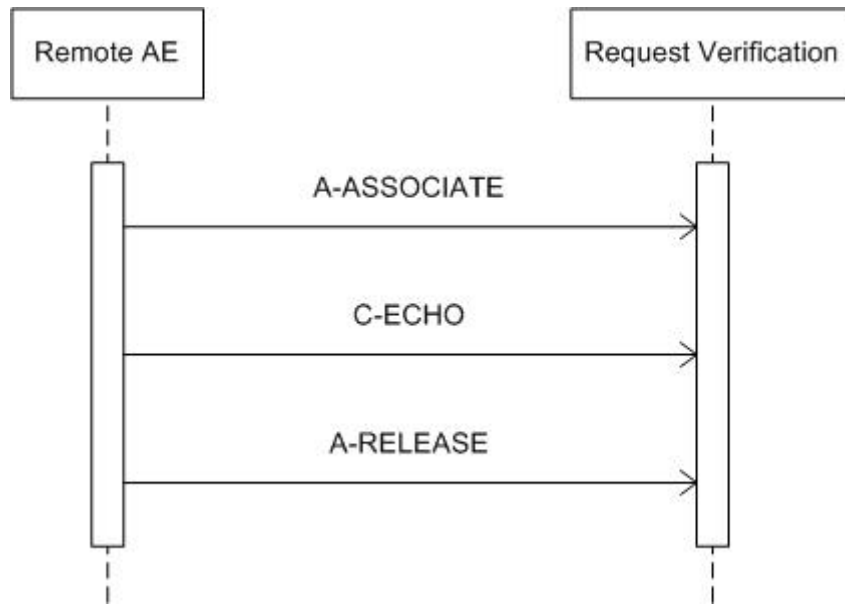 Remote AE
Request Verification
A-ASSOCIATE
C-ECHO
A-RELEASE